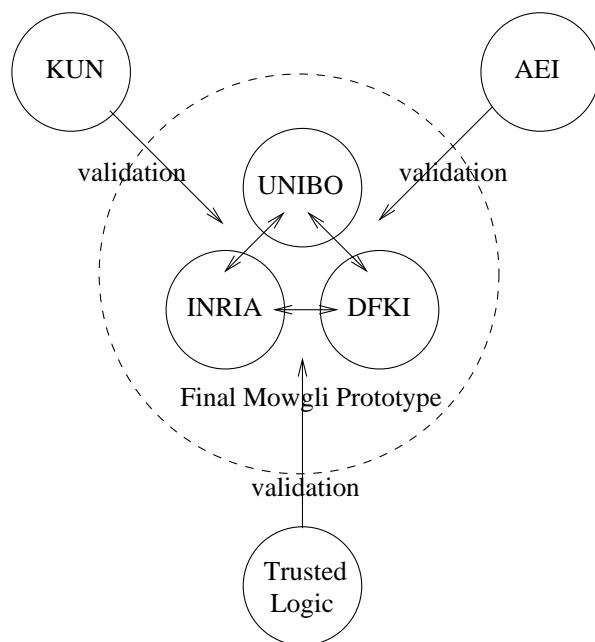 KUN
AEI
validation
validation
UNIBO
INRIA
DFKI
Final Mowgli Prototype
validation
Trusted
Logic